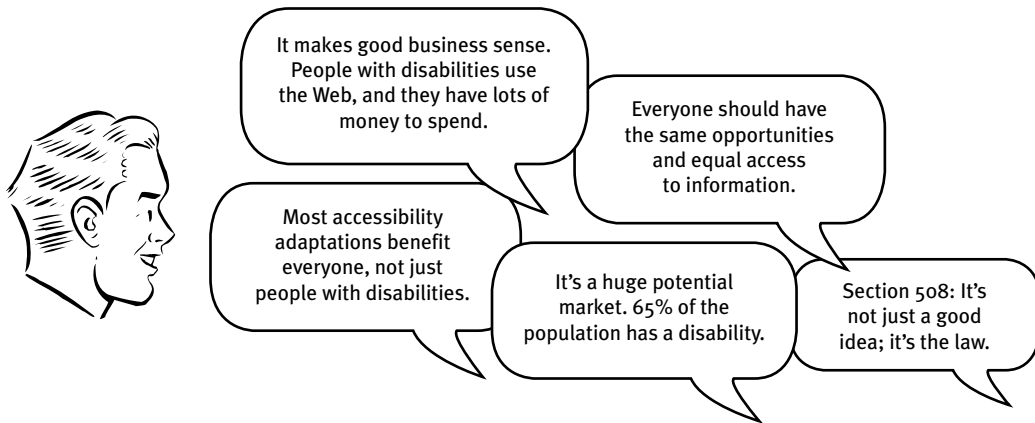 It makes good business sense.
People with disabilities use
the Web, and they have lots of
money to spend.
Everyone should have
the same opportunities
and equal access
to information.
Most accessibility
adaptations benefit
everyone, not just
people with disabilities.
It's a huge potential
market. 65% of the
population has a disability.
Section 508: It's
not just a good
idea; it's the law.